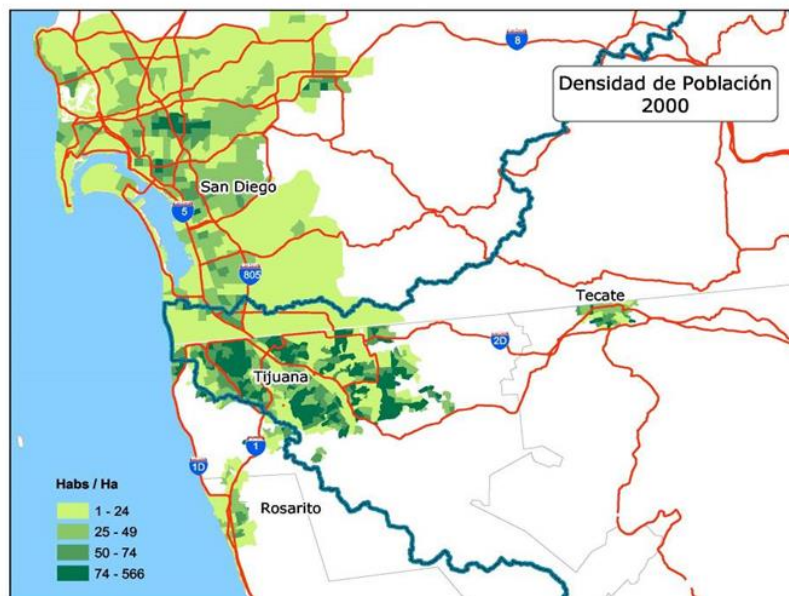 8
Densidad de Población
2000
San Diego
5
805
Tecate
2D
Tijuana
1
1D
Rosarito
Habs / Ha
1 - 24
25 - 49
50 - 74
74 - 566